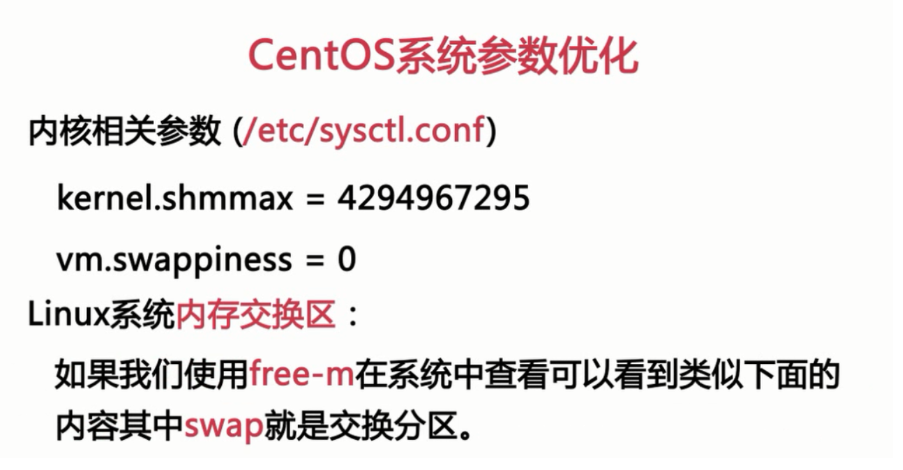 CentOS系统参数优化
内核相关参数 (/etc/sysctl.conf)
kernel.shmmax = 4294967295
vm.swappiness = 0
Linux系统内存交换区：
如果我们使用free-m在系统中查看可以看到类似下面的
内容其中swap就是交换分区。